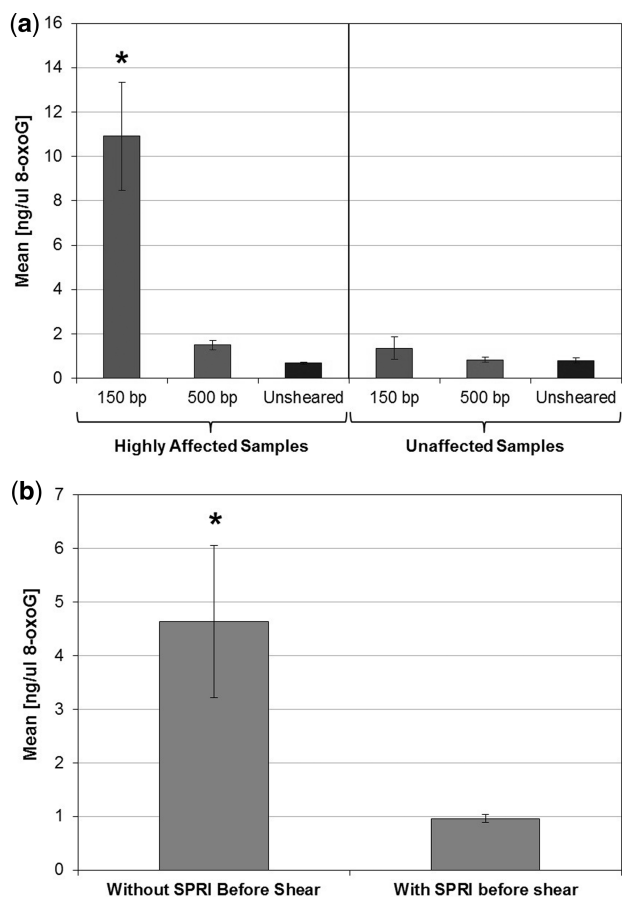 (a)
Mean [ng/ul 8-oxoG]
16
14
12
10
8
6
4
2
0
*
150 bp 500 bp Unsheared 150 bp 500 bp Unsheared
Highly Affected Samples Unaffected Samples
(b)
Mean [ng/ul 8-oxoG]
7
6
5
4
3
2
1
0
*
Without SPRI Before Shear With SPRI before shear